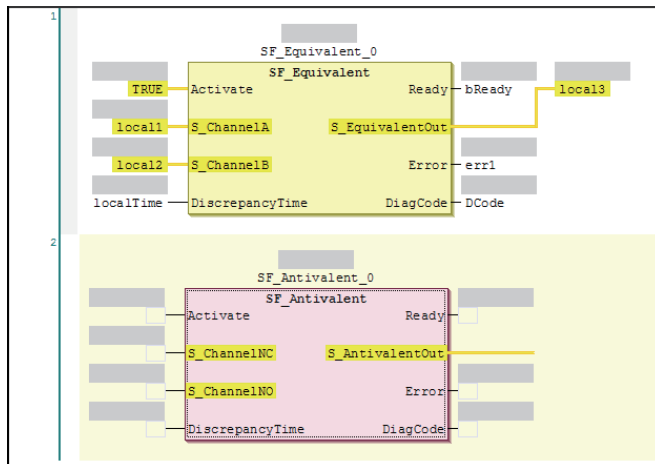 1
SF_Equivalent_0
SF_Equivalent
TRUE Activate Ready bReady local3
local1 S_ChannelA S_EquivalentOut
local2 S_ChannelB Error err1
localTime DiscrepancyTime DiagCode DCode
2
SF_Antivalent_0
SF_Antivalent
Activate Ready
S_ChannelNC S_AntivalentOut
S_ChannelNO Error
DiscrepancyTime DiagCode